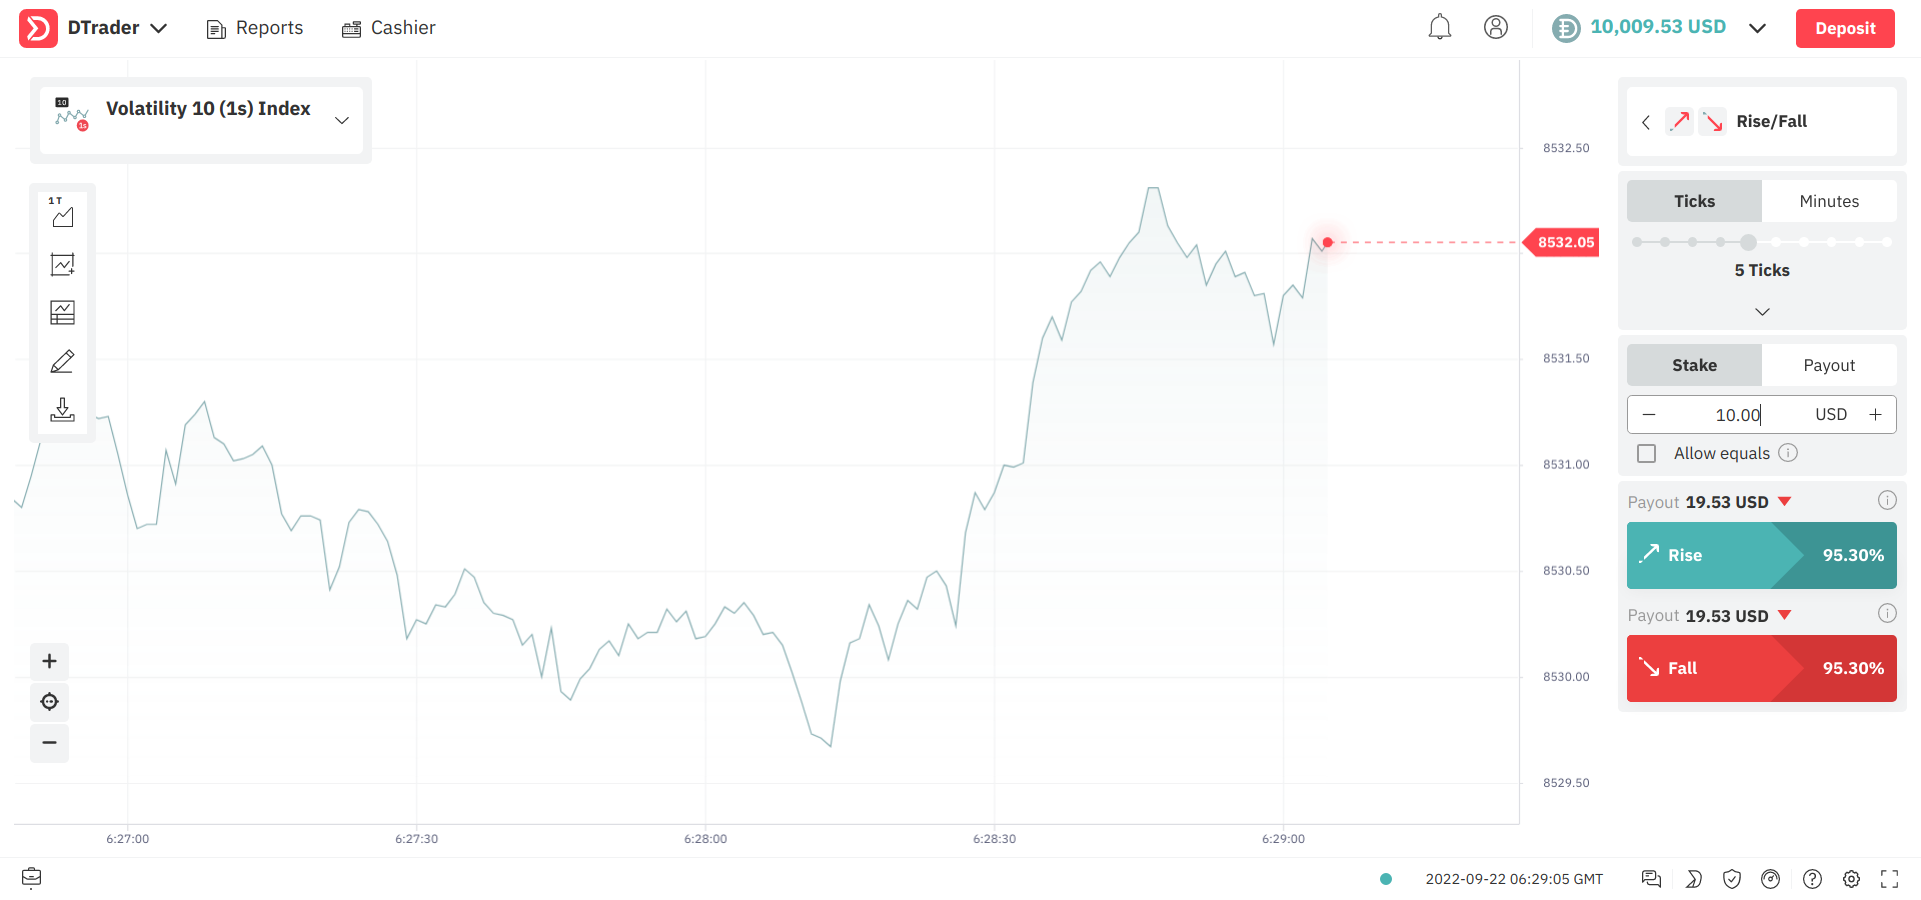 DTrader
Reports
Cashier
10,009.53 USD
Deposit
10
1s
Volatility 10 (1s) Index
1 T
8532.50
8532.05
8531.50
8531.00
8530.50
8530.00
8529.50
6:27:00
6:27:30
6:28:00
6:28:30
6:29:00
Rise/Fall
Ticks
Minutes
5 Ticks
Stake
Payout
10.00
USD
Allow equals
Payout 19.53 USD
Rise
95.30%
Payout 19.53 USD
Fall
95.30%
2022-09-22 06:29:05 GMT